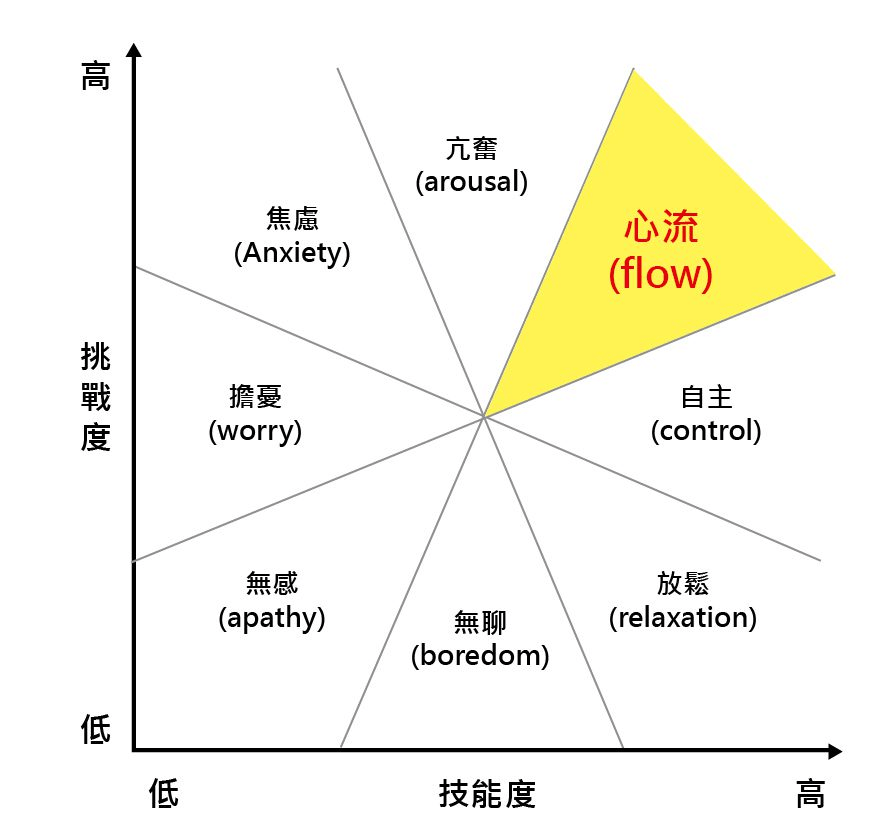 高
亢奮
(arousal)
焦慮
(Anxiety)
心流
(flow)
挑
戰
度
擔憂
(worry)
自主
(control)
無感
(apathy)
無聊
(boredom)
放鬆
(relaxation)
低
低
技能度
高